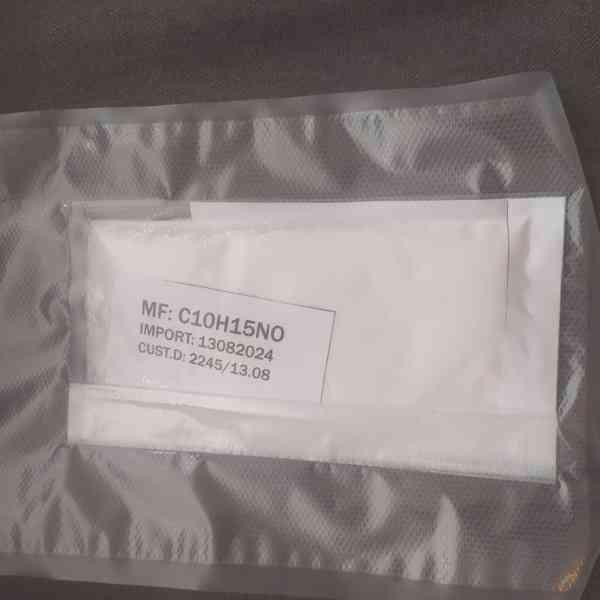 MF: C10H15NO
IMPORT: 13082024
CUST.D: 2245/13.08